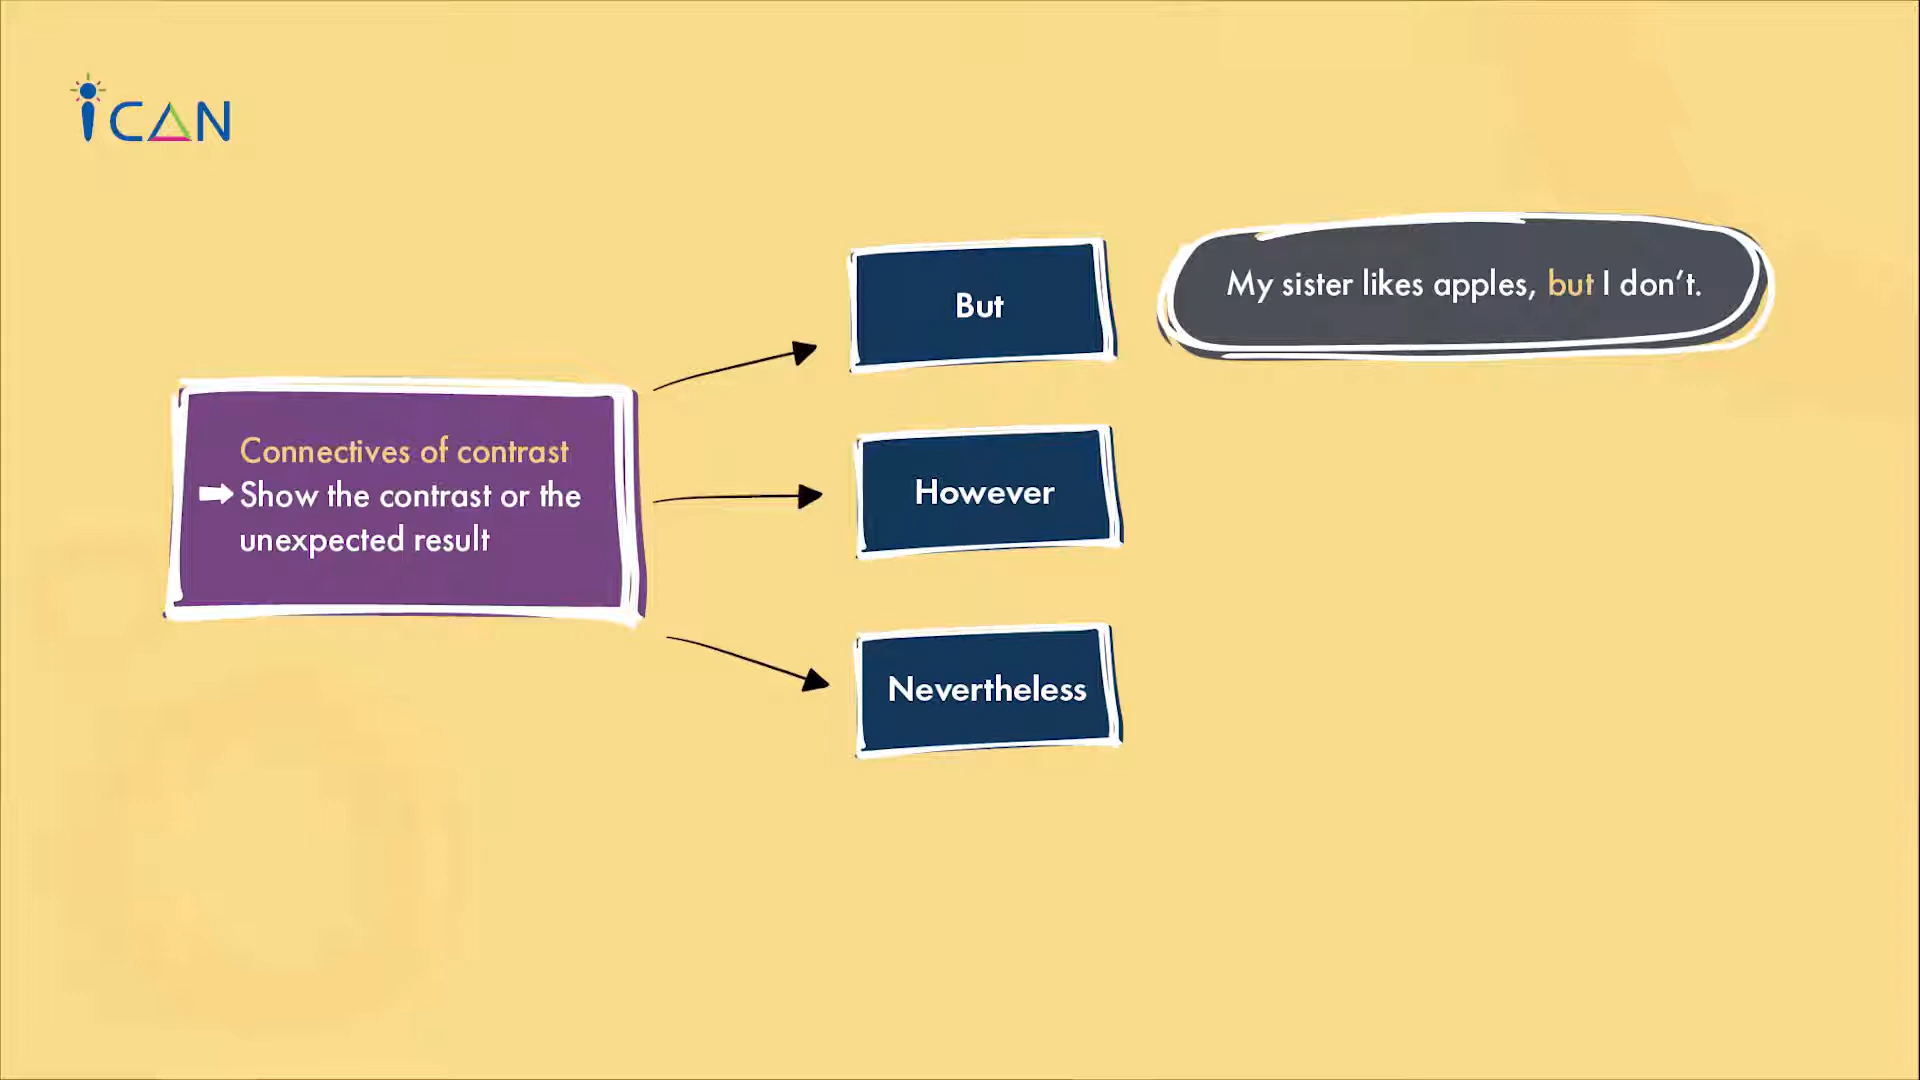 iCAN
But
My sister likes apples, but I don’t.
Connectives of contrast
Show the contrast or the
unexpected result
However
Nevertheless